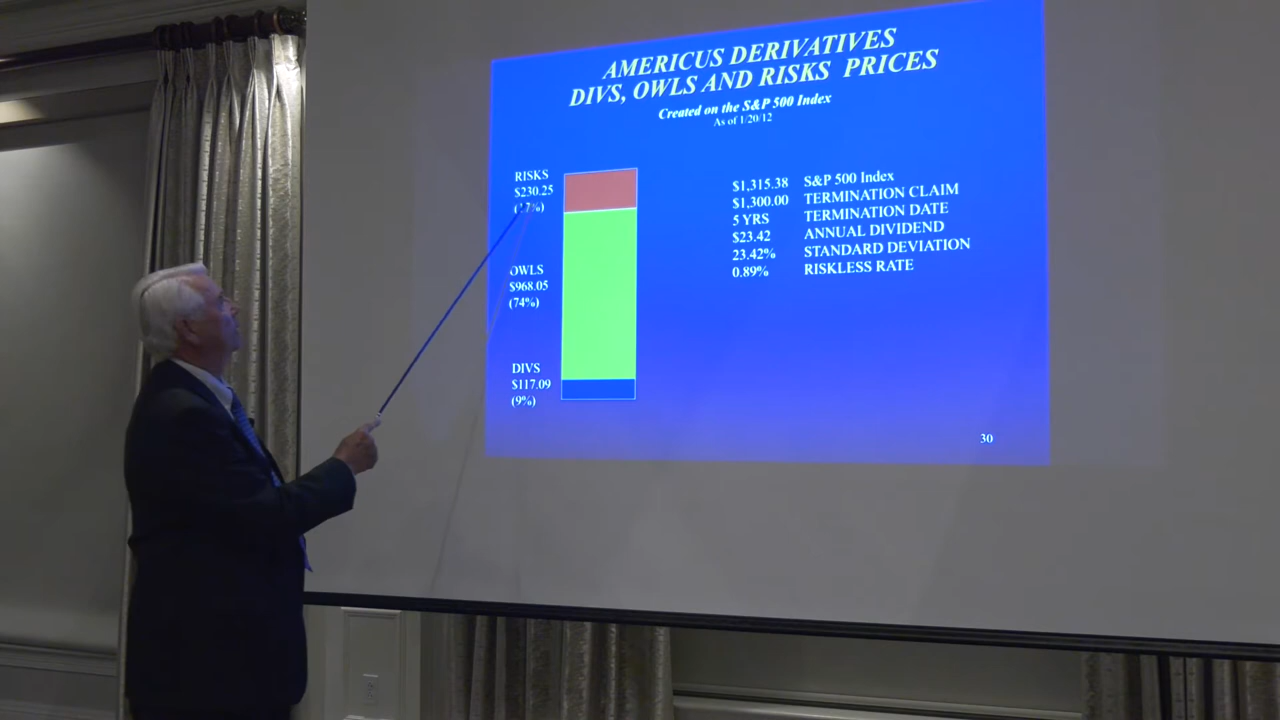 AMERICUS DERIVATIVES
DIVS, OWLS AND RISKS PRICES
Created on the S&P 500 Index
As of 1/20/12
RISKS
$230.25
(17%)
OWLS
$968.05
(74%)
DIVS
$117.09
(9%)
$1,315.38 S&P 500 Index
$1,300.00 TERMINATION CLAIM
5 YRS TERMINATION DATE
$23.42 ANNUAL DIVIDEND
23.42% STANDARD DEVIATION
0.89% RISKLESS RATE
30